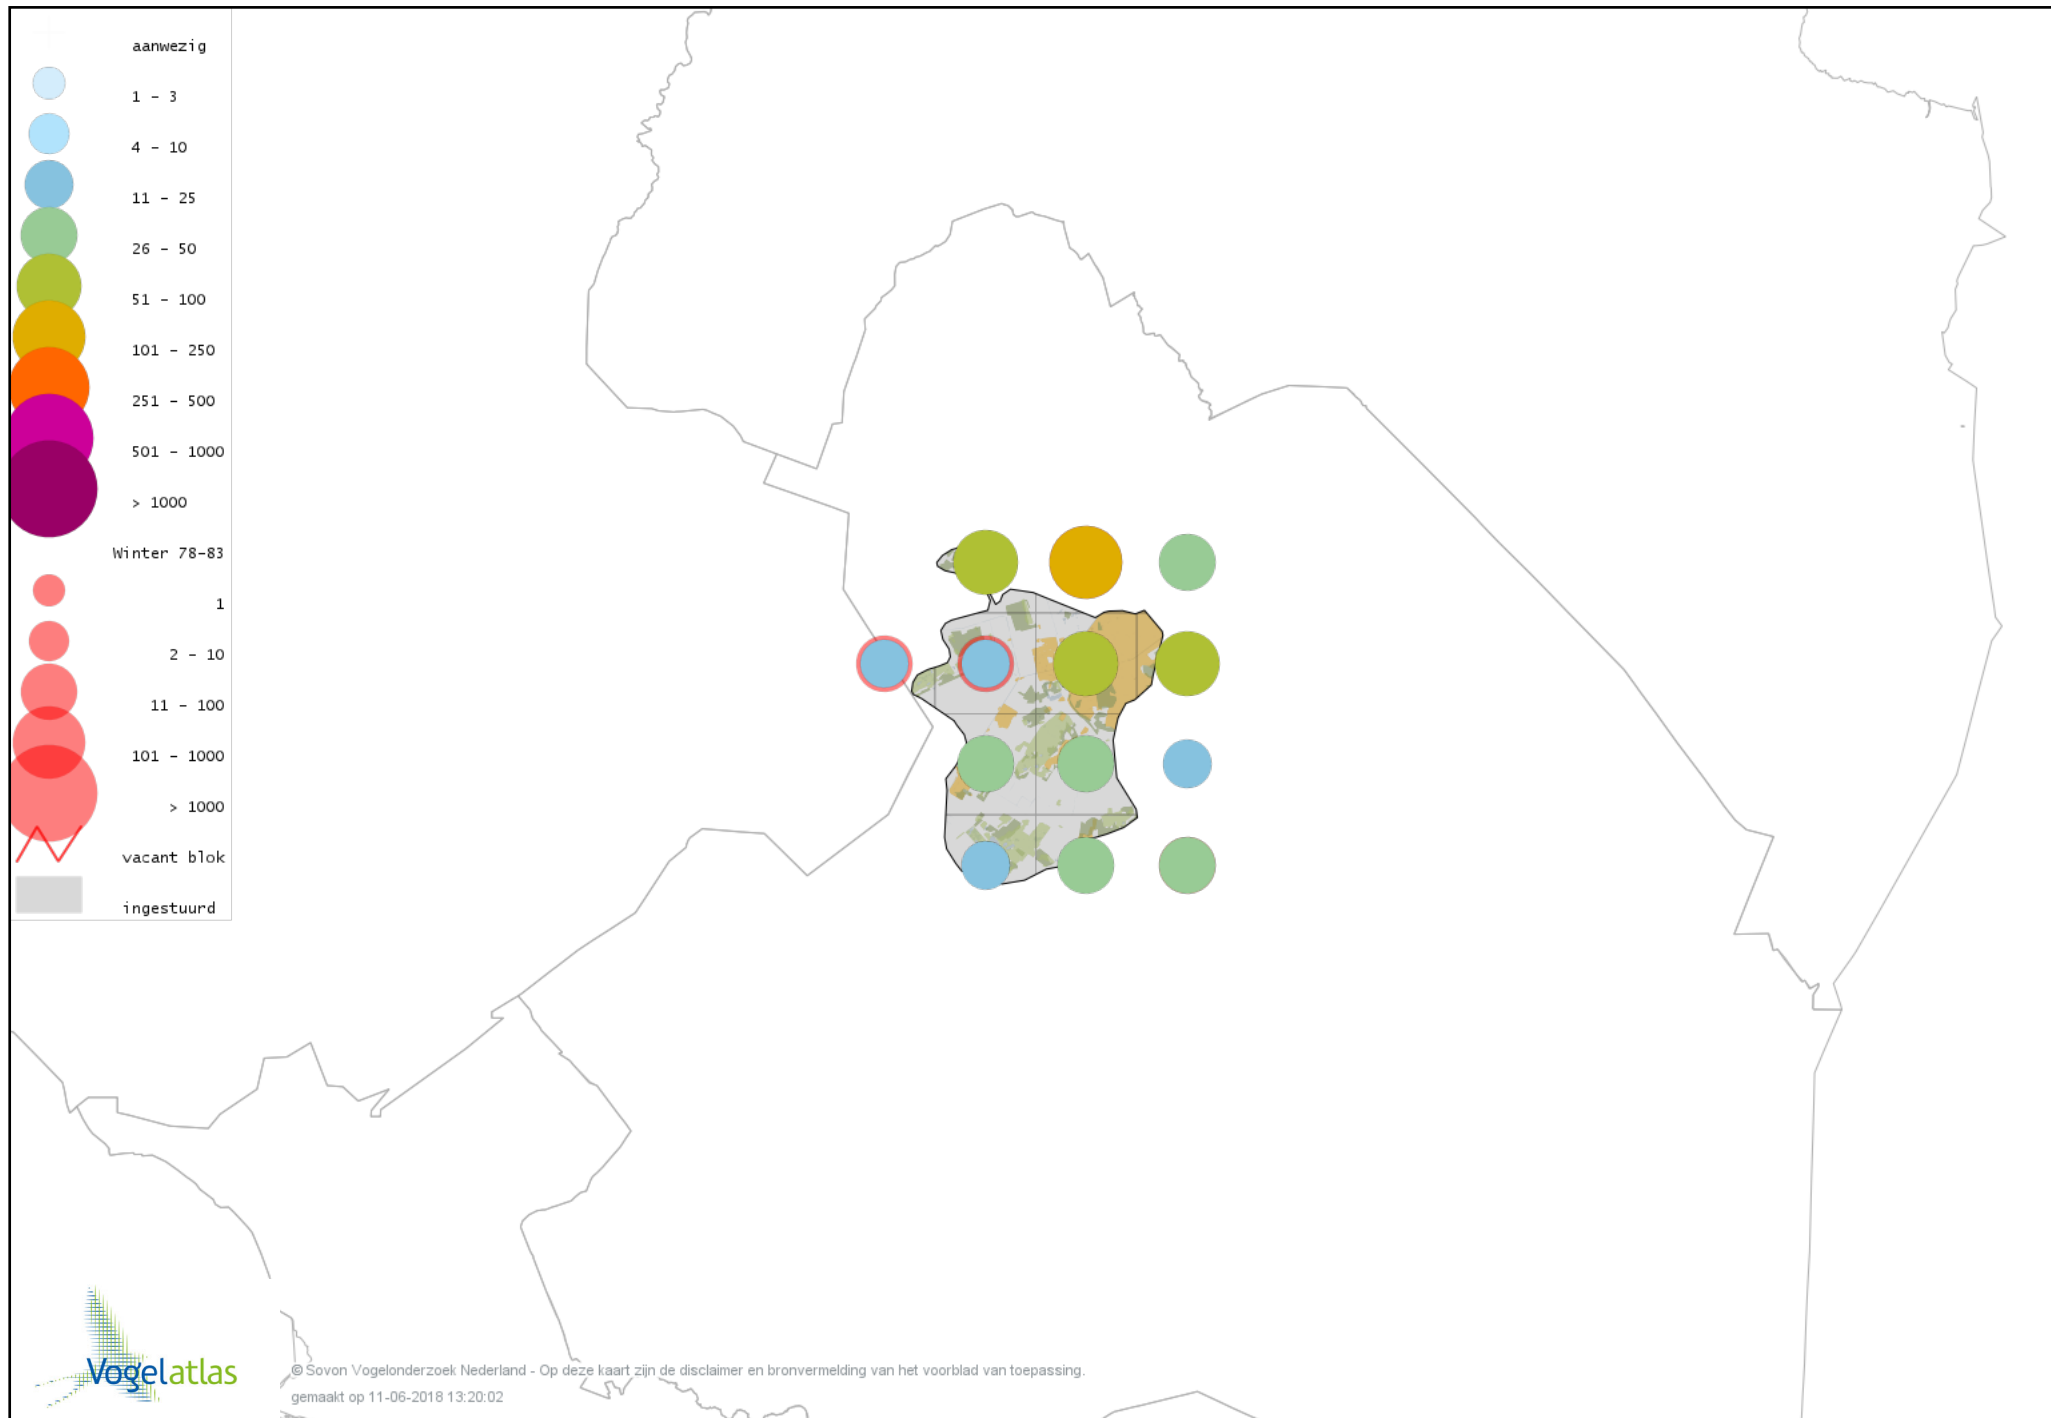 aanwezig
1 - 3
4 - 10
11 - 25
26 - 50
51 - 100
101 - 250
251 - 500
501 - 1000
> 1000
Winter 78-83
1
2 - 10
11 - 100
101 - 1000
> 1000
vacant blok
ingestuurd
Vogelatlas
© Sovon Vogelonderzoek Nederland - Op deze kaart zijn de disclaimer en bronvermelding van het voorblad van toepassing.
gemaakt op 11-06-2018 13:20:02